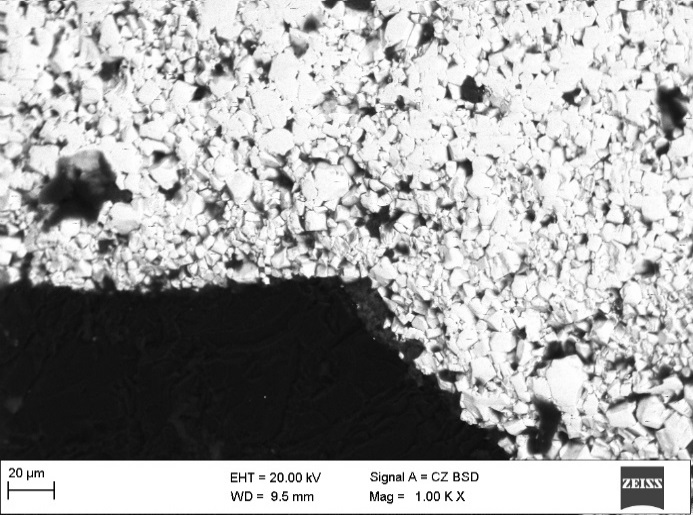 20 µm
EHT = 20.00 kV
WD = 9.5 mm
Signal A = CZ BSD
Mag = 1.00 K X
ZEISS